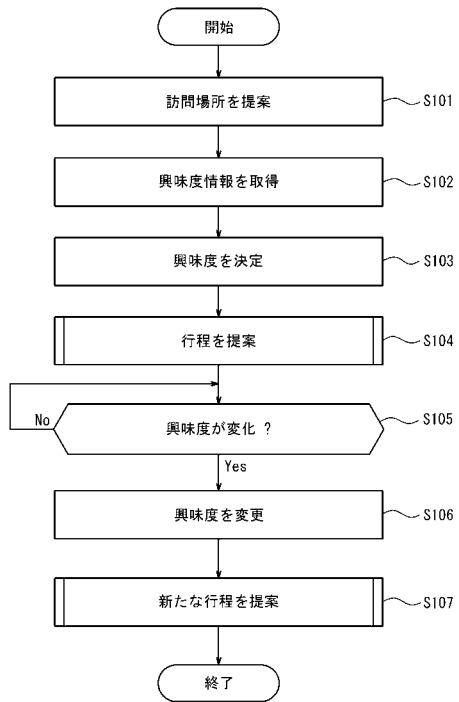 開始
訪問場所を提案
S101
興味度情報を取得
S102
興味度を決定
S103
行程を提案
S104
興味度が変化 ?
S105
No
Yes
興味度を変更
S106
新たな行程を提案
S107
終了